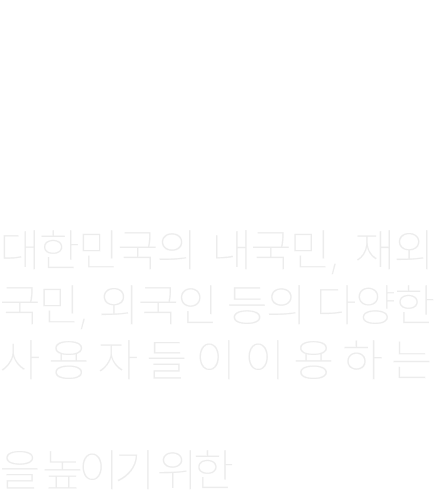 대한민국의 내국민, 재외
국민, 외국인 등의 다양한
사용자들이 이용하는
을 높이기 위한